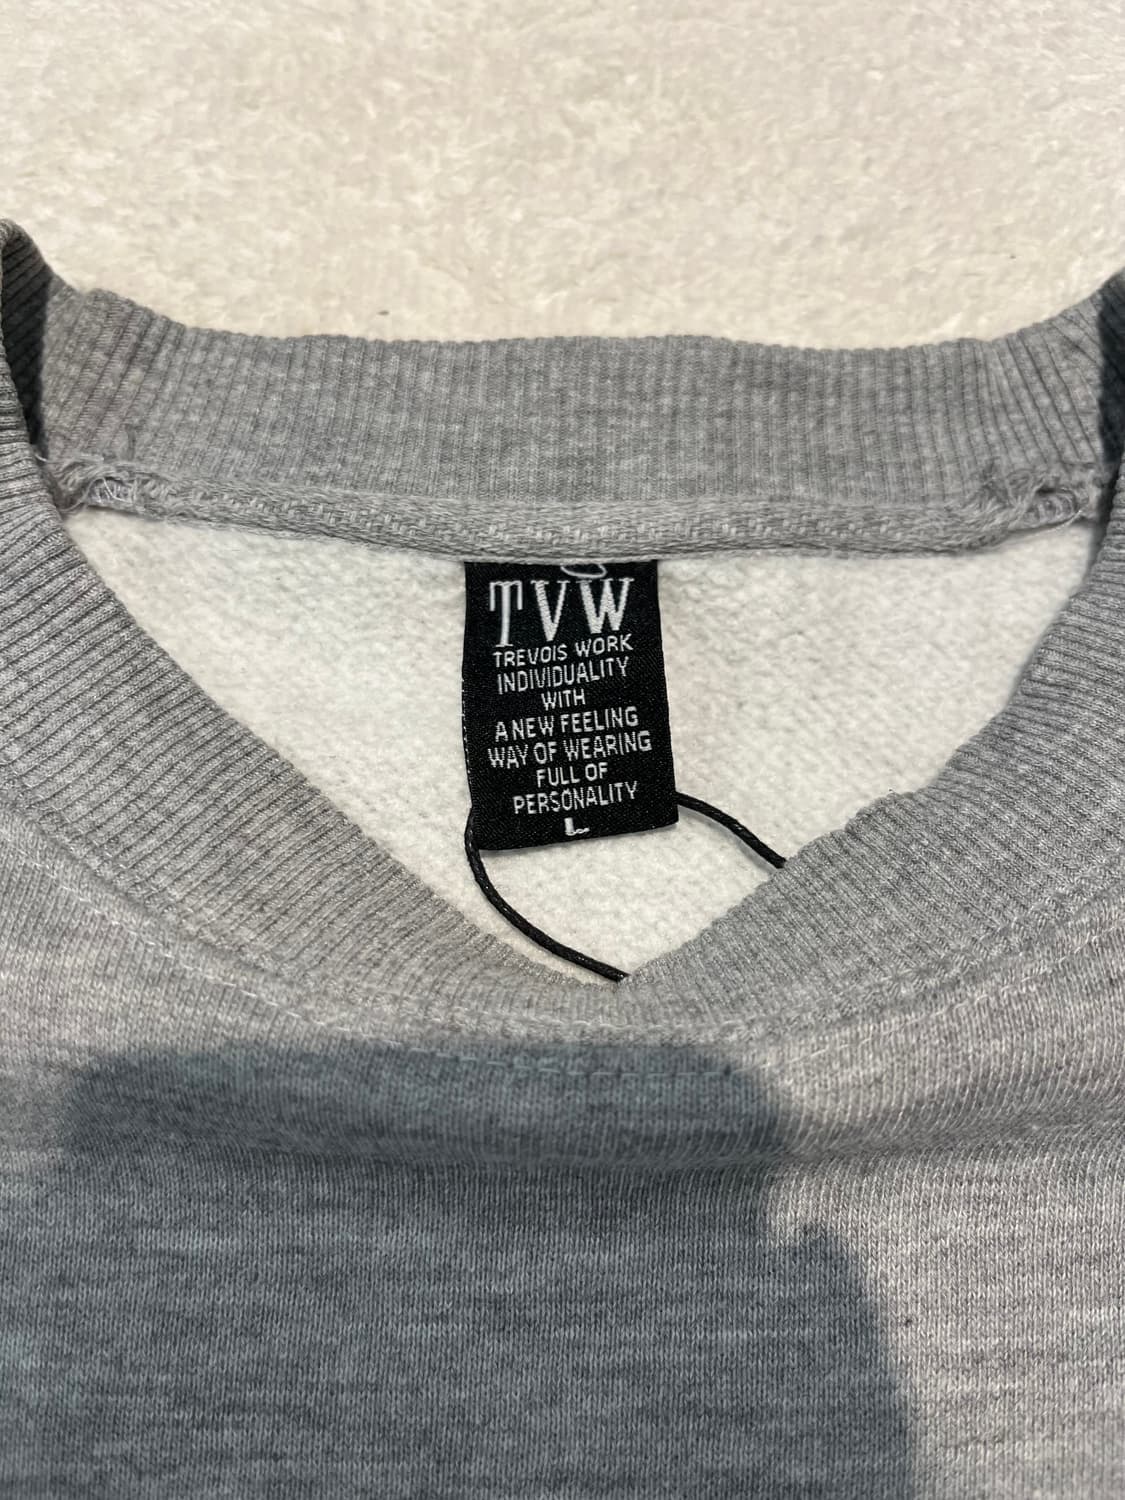 TVW
TREVOIS WORK
INDIVIDUALITY
WITH
A NEW FEELING
WAY OF WEARING
FULL OF
PERSONALITY
L